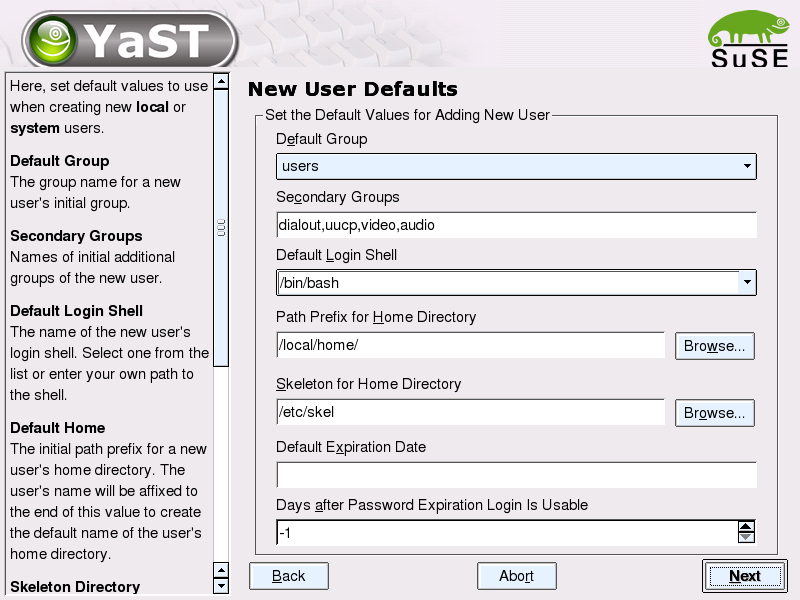 YaST
SuSE
Here, set default values to use
when creating new local or
system users.
Default Group
The group name for a new
user's initial group.
Secondary Groups
Names of initial additional
groups of the new user.
Default Login Shell
The name of the new user's
login shell. Select one from the
list or enter your own path to
the shell.
Default Home
The initial path prefix for a new
user's home directory. The
user's name will be affixed to
the end of this value to create
the default name of the user's
home directory.
Skeleton Directory
New User Defaults
Set the Default Values for Adding New User
Default Group
users
Secondary Groups
dialout,uucp,video,audio
Default Login Shell
/bin/bash
Path Prefix for Home Directory
/local/home/
Browse...
Skeleton for Home Directory
/etc/skel
Browse...
Default Expiration Date
Days after Password Expiration Login Is Usable
-1
Back
Abort
Next